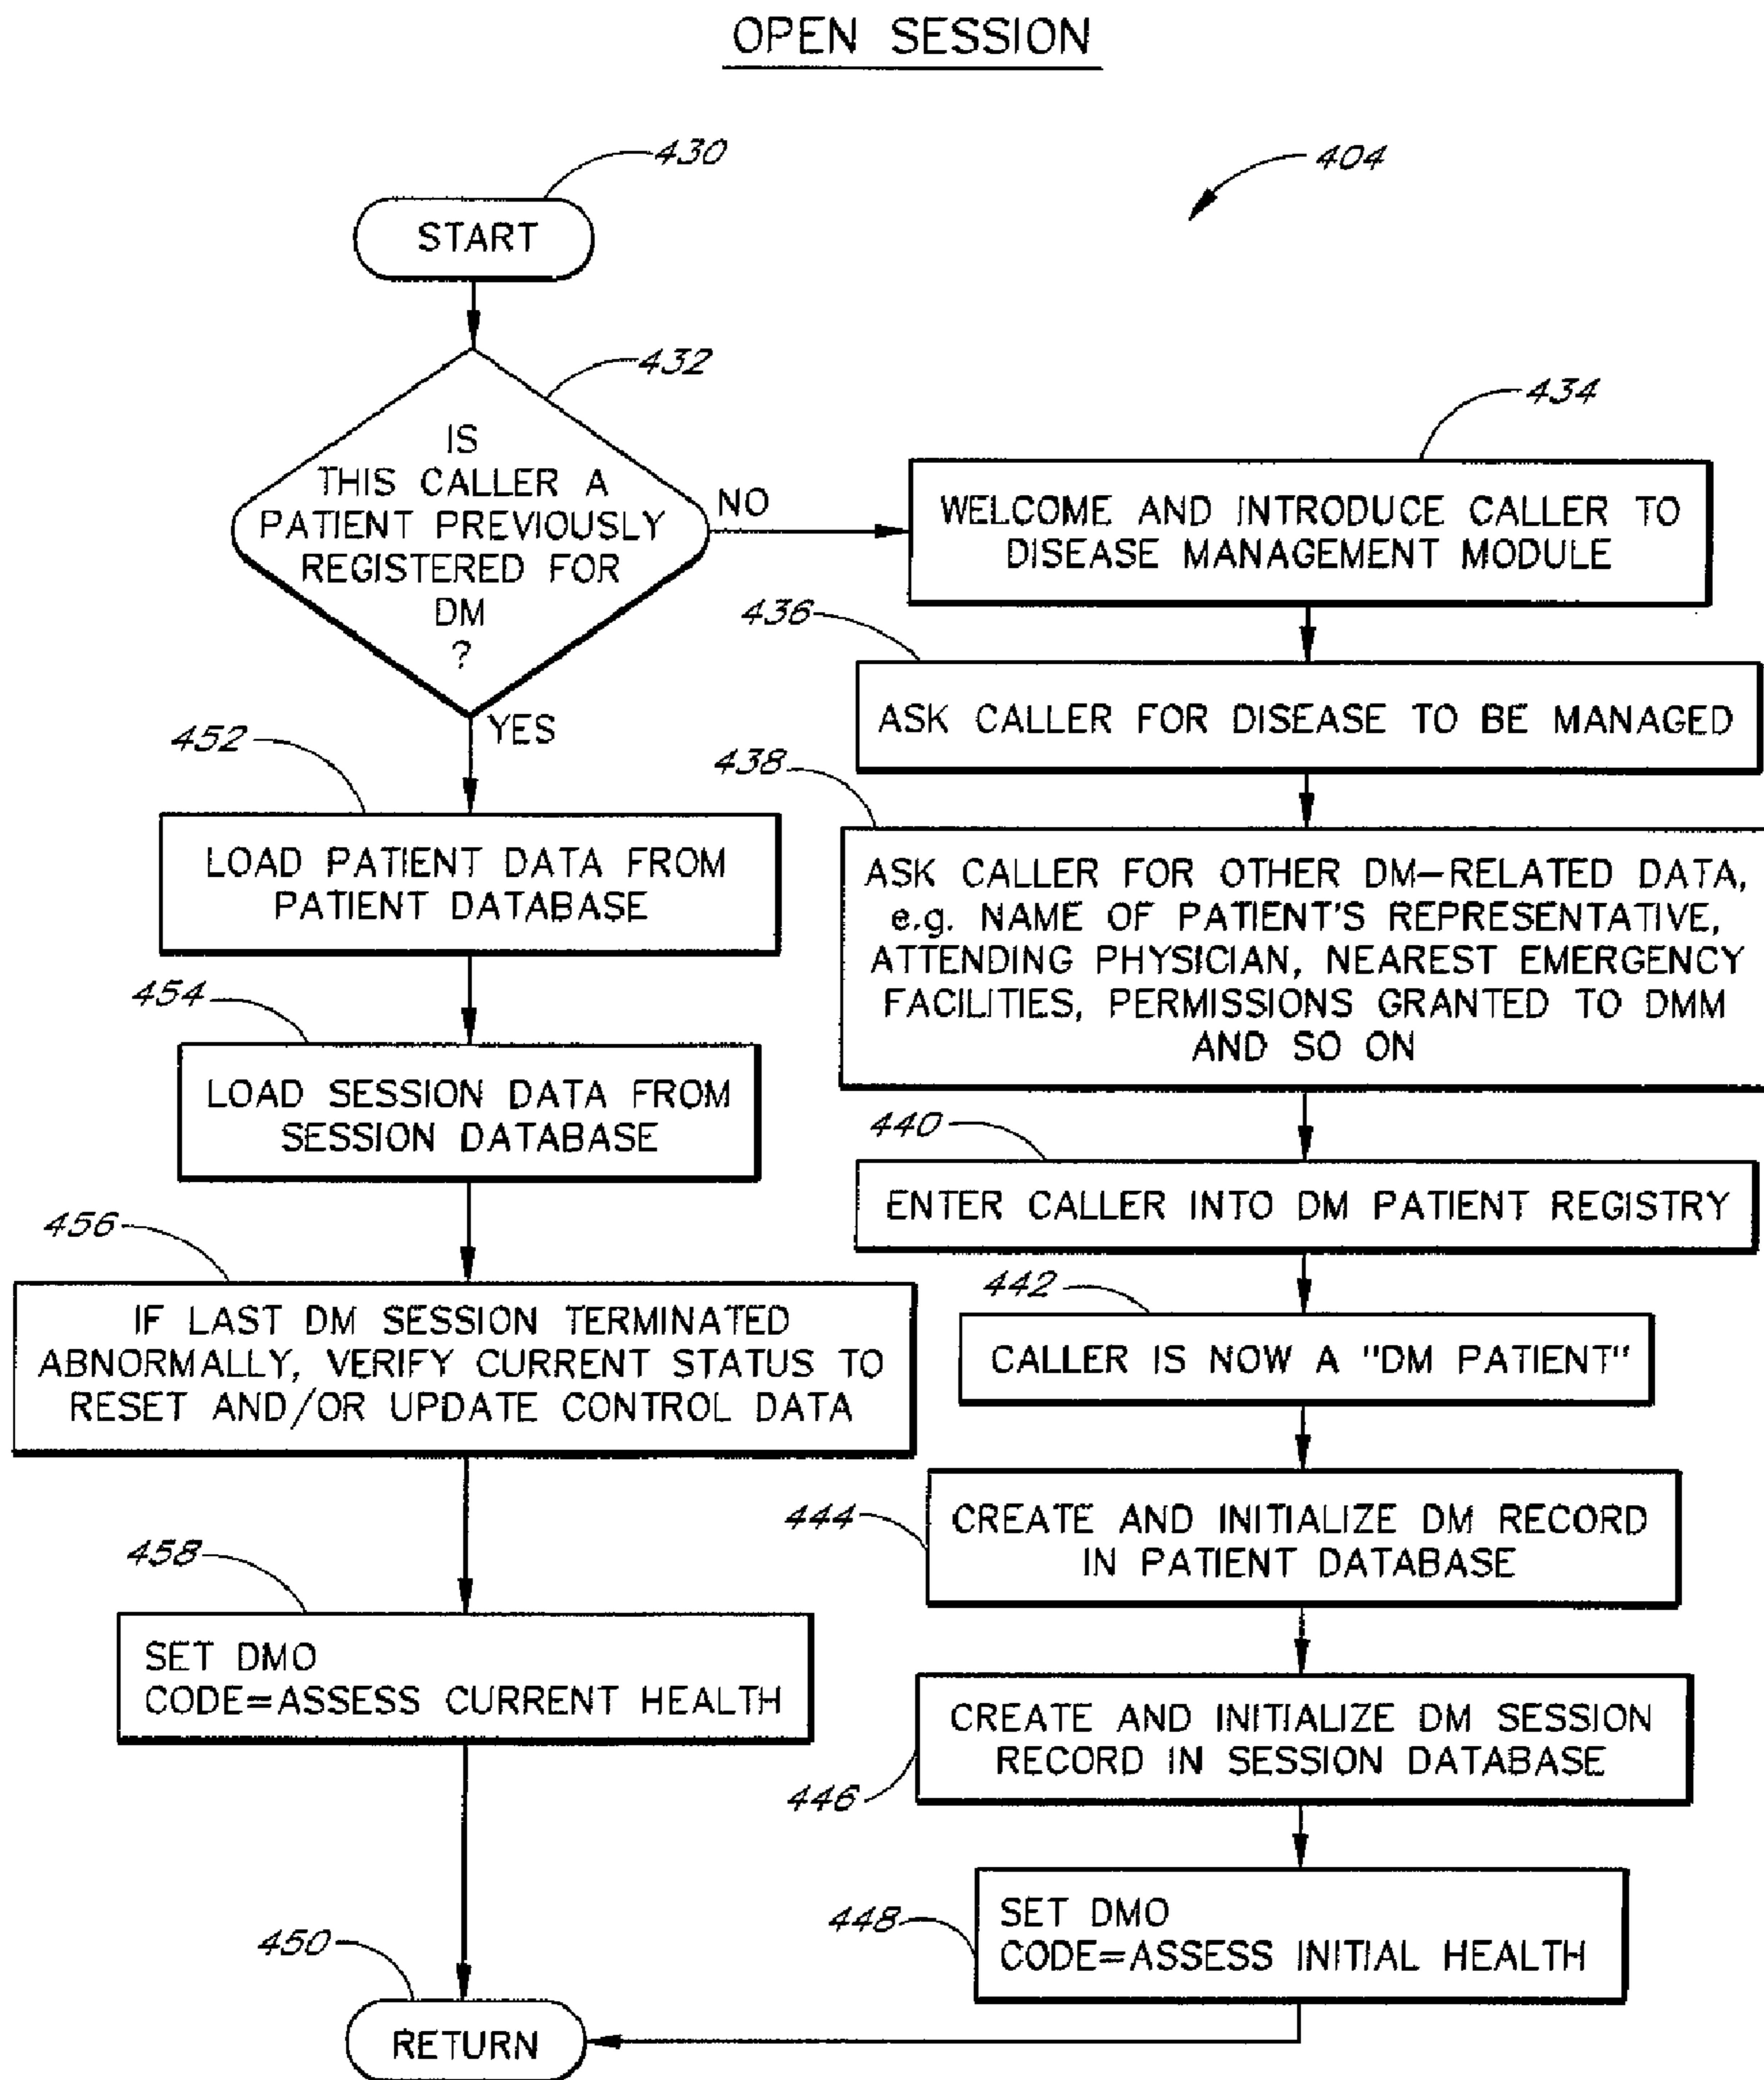 OPEN SESSION
430
404
START
432
IS
THIS CALLER A
PATIENT PREVIOUSLY
REGISTERED FOR
DM
?
NO
YES
434
WELCOME AND INTRODUCE CALLER TO
DISEASE MANAGEMENT MODULE
436
ASK CALLER FOR DISEASE TO BE MANAGED
438
ASK CALLER FOR OTHER DM-RELATED DATA,
e.g. NAME OF PATIENT'S REPRESENTATIVE,
ATTENDING PHYSICIAN, NEAREST EMERGENCY
FACILITIES, PERMISSIONS GRANTED TO DMM
AND SO ON
440
ENTER CALLER INTO DM PATIENT REGISTRY
442
CALLER IS NOW A "DM PATIENT"
444
CREATE AND INITIALIZE DM RECORD
IN PATIENT DATABASE
446
CREATE AND INITIALIZE DM SESSION
RECORD IN SESSION DATABASE
448
SET DMO
CODE=ASSESS INITIAL HEALTH
452
LOAD PATIENT DATA FROM
PATIENT DATABASE
454
LOAD SESSION DATA FROM
SESSION DATABASE
456
IF LAST DM SESSION TERMINATED
ABNORMALLY, VERIFY CURRENT STATUS TO
RESET AND/OR UPDATE CONTROL DATA
458
SET DMO
CODE=ASSESS CURRENT HEALTH
450
RETURN